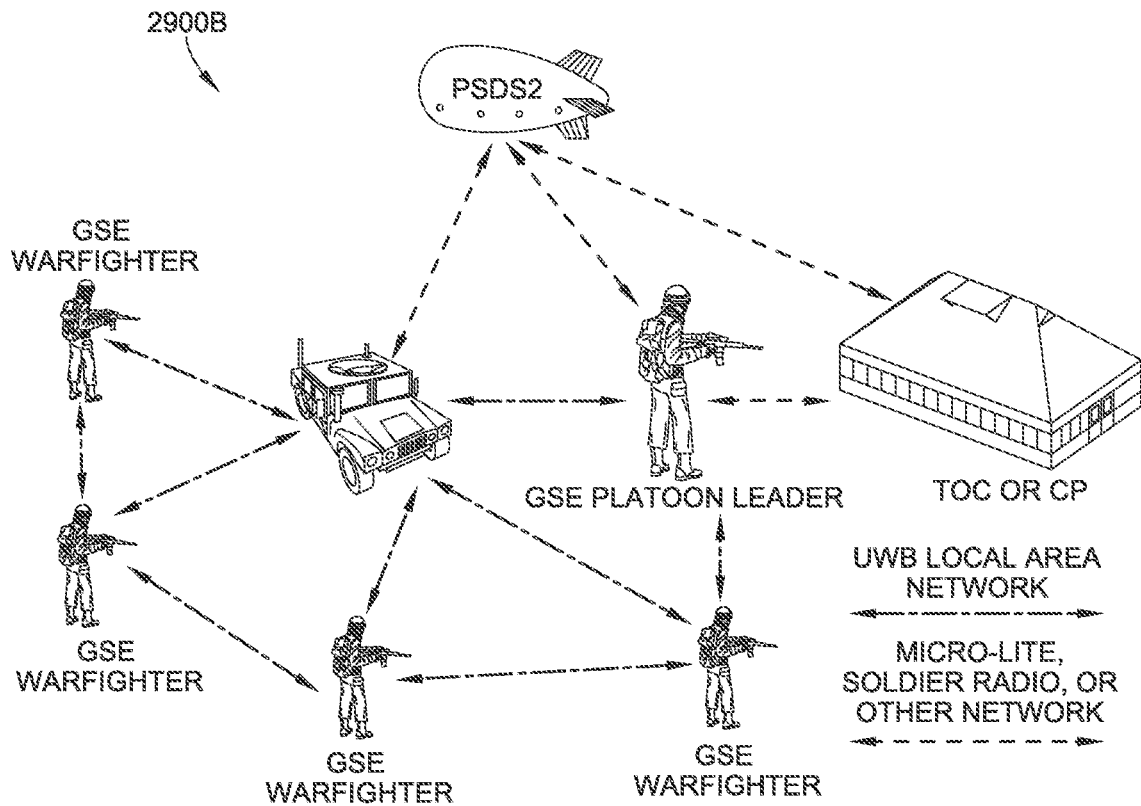 2900B
PSDS2
GSE
WARFIGHTER
GSE PLATOON LEADER
TOC OR CP
GSE
WARFIGHTER
GSE
WARFIGHTER
GSE
WARFIGHTER
UWB LOCAL AREA
NETWORK
MICRO-LITE,
SOLDIER RADIO, OR
OTHER NETWORK